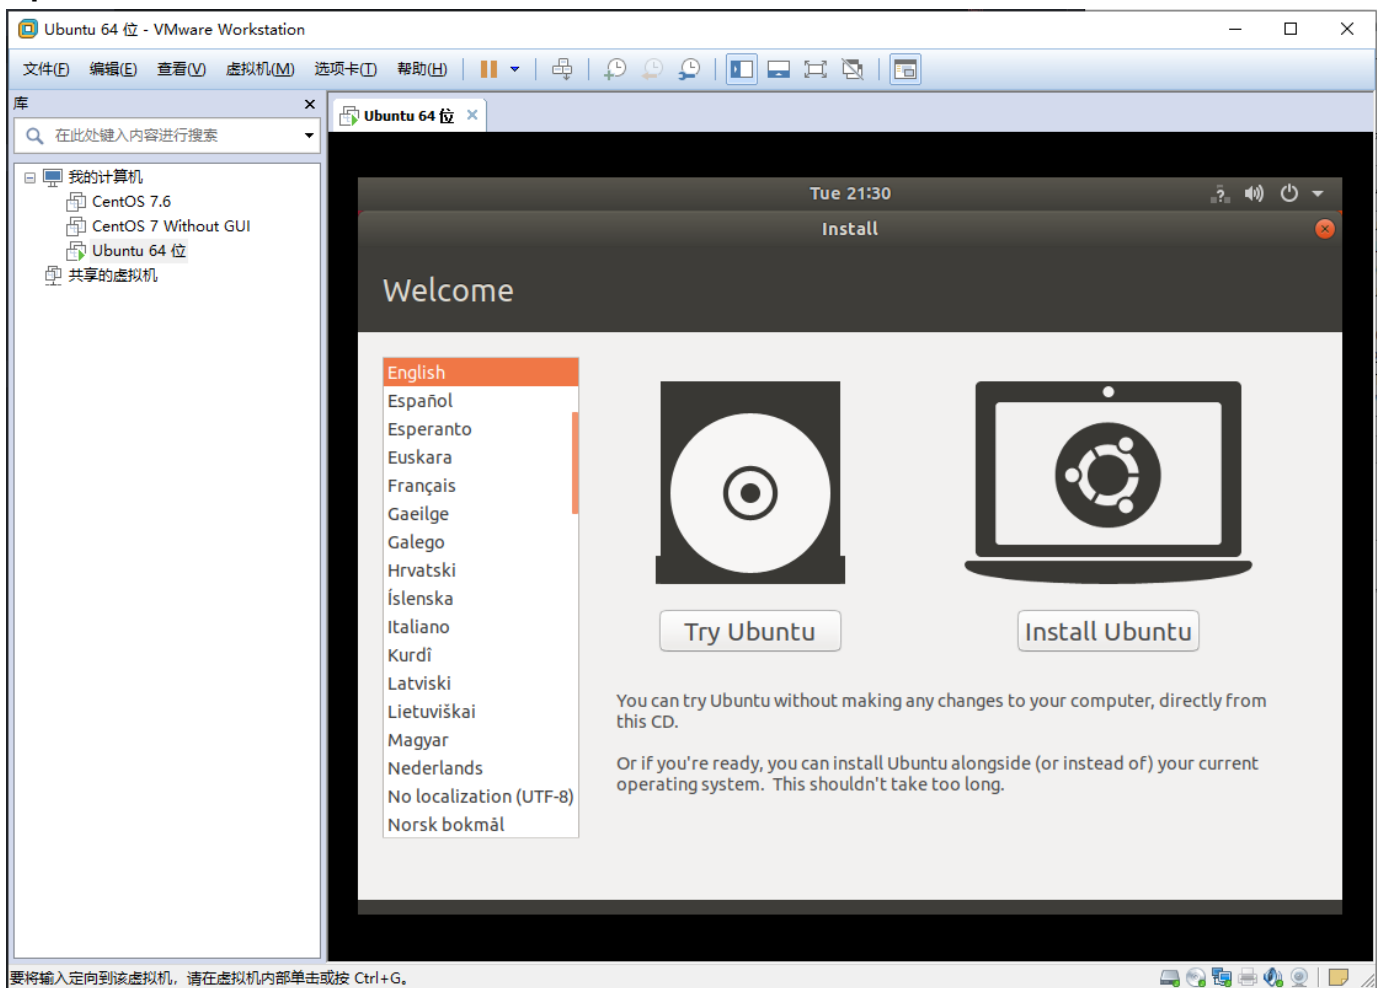 Ubuntu 64 位 - VMware Workstation
文件(F) 编辑(E) 查看(V) 虚拟机(M) 选项卡(T) 帮助(H)
库
在此处键入内容进行搜索
我的计算机
CentOS 7.6
CentOS 7 Without GUI
Ubuntu 64 位
共享的虚拟机
Ubuntu 64 位
Tue 21:30
Install
Welcome
English
Español
Esperanto
Euskara
Français
Gaeilge
Galego
Hrvatski
Íslenska
Italiano
Kurdî
Latviski
Lietuviškai
Magyar
Nederlands
No localization (UTF-8)
Norsk bokmål
Try Ubuntu
Install Ubuntu
You can try Ubuntu without making any changes to your computer, directly from
this CD.
Or if you're ready, you can install Ubuntu alongside (or instead of) your current
operating system. This shouldn't take too long.
要将输入定向到该虚拟机，请在虚拟机内部单击或按 Ctrl+G。